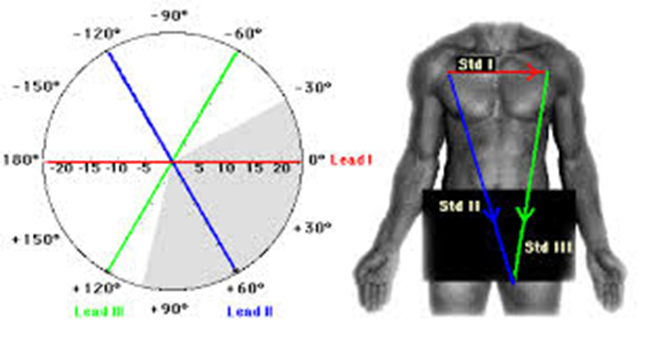 -90°
-120°
-60°
-150°
-30°
180°
-20 -15 -10 -5
5 10 15 20
0° Lead I
+150°
+30°
+120°
+90°
+60°
Lead III
Lead II
Std I
Std II
Std III